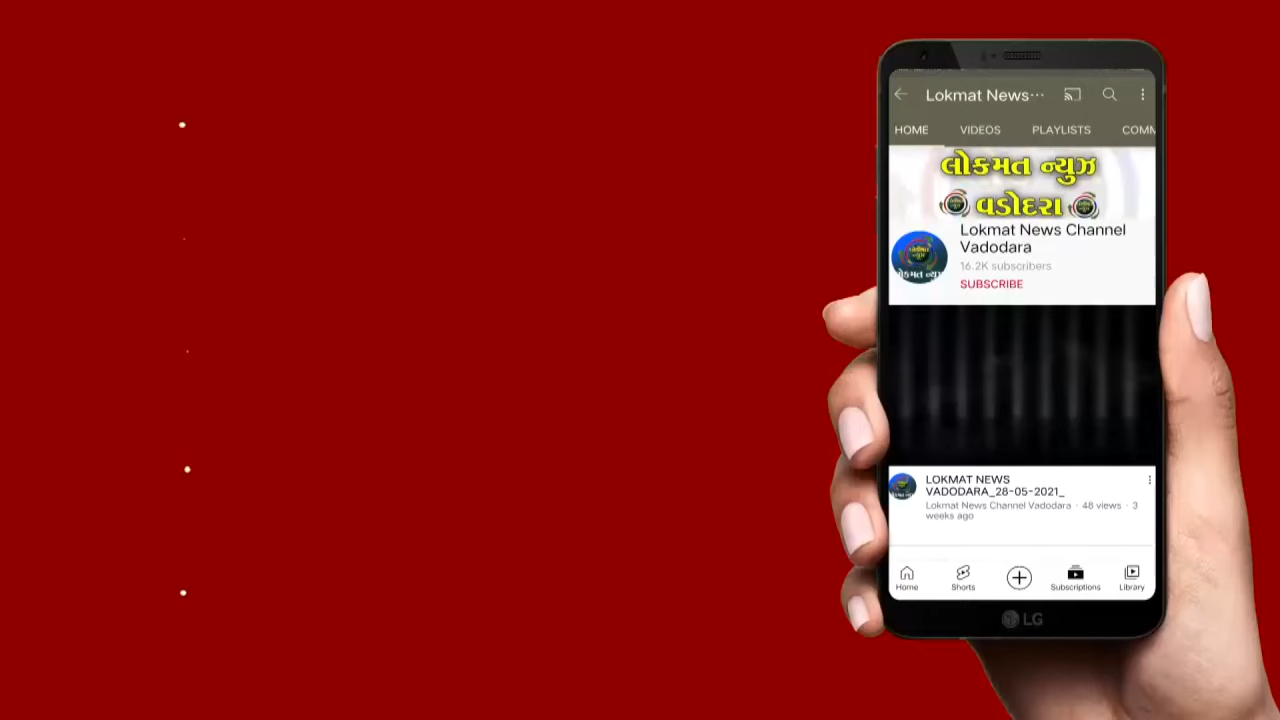 Lokmat News···
HOME VIDEOS PLAYLISTS COMM
લોકમત ન્યુઝ
વડોદરા
Lokmat News Channel
Vadodara
16.2K subscribers
SUBSCRIBE
LOKMAT NEWS
VADODARA_28-05-2021_
Lokmat News Channel Vadodara · 48 views · 3
weeks ago
Home Shorts Subscriptions Library
LG